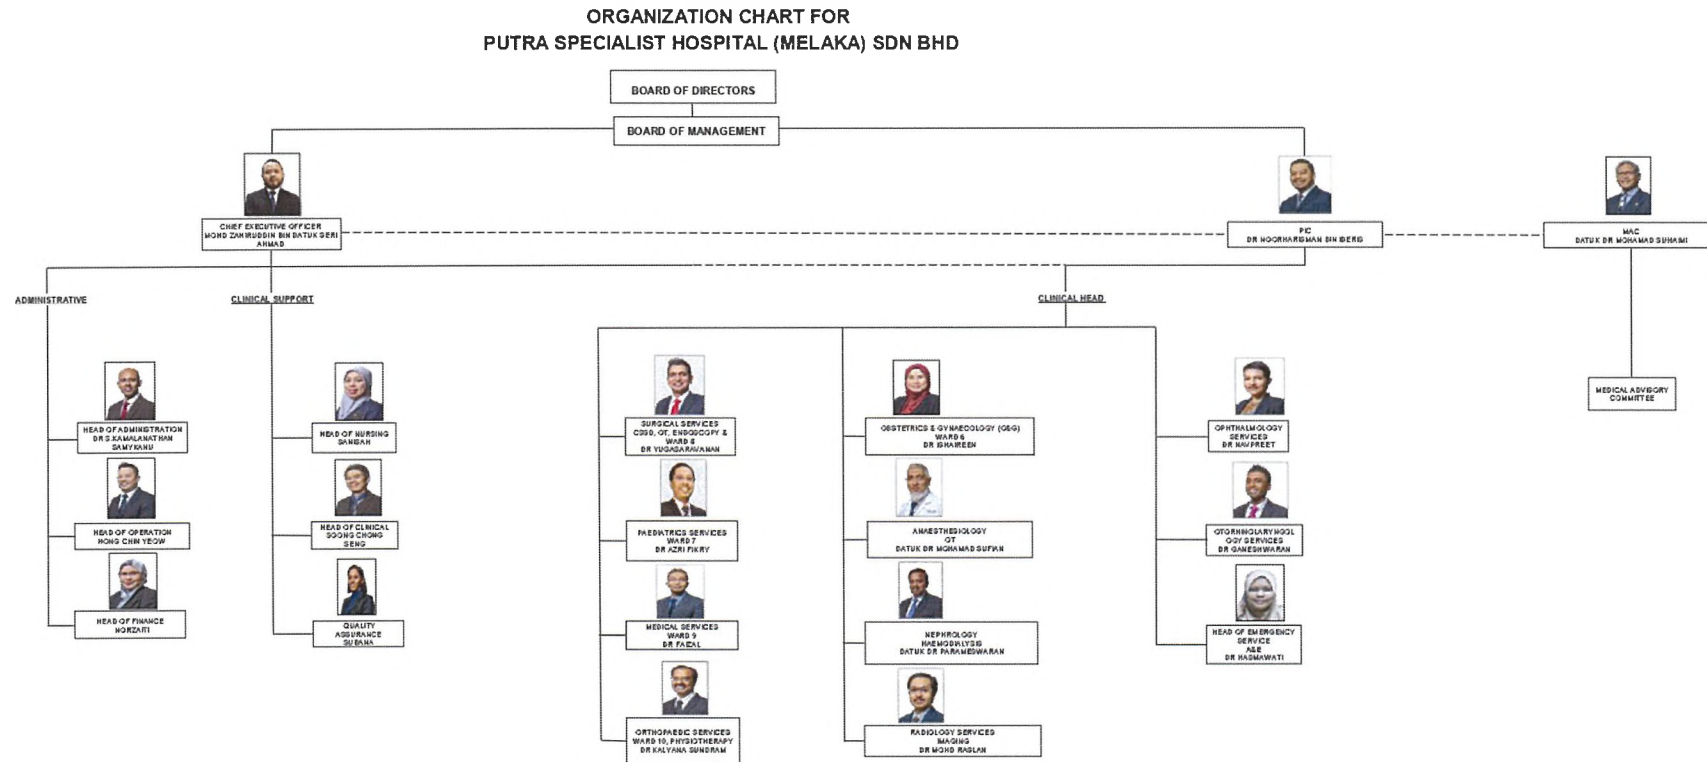 ORGANIZATION CHART FOR
PUTRA SPECIALIST HOSPITAL (MELAKA) SDN BHD
BOARD OF DIRECTORS
BOARD OF MANAGEMENT
CHIEF EXECUTIVE OFFICER
MOHD ZAHIRUDDIN BIN DATUK SERI
AHMAD
PIC
DR NOORHARISMAN BIN IDERIS
MAC
DATUK DR MOHAMAD SUHAIMI
ADMINISTRATIVE
CLINICAL SUPPORT
CLINICAL HEAD
HEAD OF ADMINISTRATION
DR S.KAMALANATHAN
SAMYKANU
HEAD OF OPERATION
HONG CHIN YEOW
HEAD OF FINANCE
NORZAITI
HEAD OF NURSING
HEAD OF CLINICAL
SOONG CHONG
SENG
QUALITY
ASSURANCE
SUBANA
SURGICAL SERVICES
CSSD, OT, ENDOSCOPY &
WARD 8
DR YUGASARAVANAN
PAEDIATRICS SERVICES
WARD 7
DR AZRI FIKRY
MEDICAL SERVICES
WARD 9
DR FAIZAL
ORTHOPAEDIC SERVICES
WARD 10, PHYSIOTHERAPY
DR KALYANA SUNDRAM
OBSTETRICS & GYNAECOLOGY (O&G)
WARD 6
DR ISHAIREEN
ANAESTHESIOLOGY
OT
DATUK DR MOHAMAD SUFIAN
NEPHROLOGY
HAEMODIALYSIS
DATUK DR PARAMESWARAN
RADIOLOGY SERVICES
IMAGING
DR MOHD RASLAN
OPHTHALMOLOGY
SERVICES
DR NAVPREET
OTORHINOLARYNGOL
OGY SERVICES
DR GANESHWARAN
HEAD OF EMERGENCY
SERVICE
A&E
DR HASMAWATI
MEDICAL ADVISORY
COMMITTEE